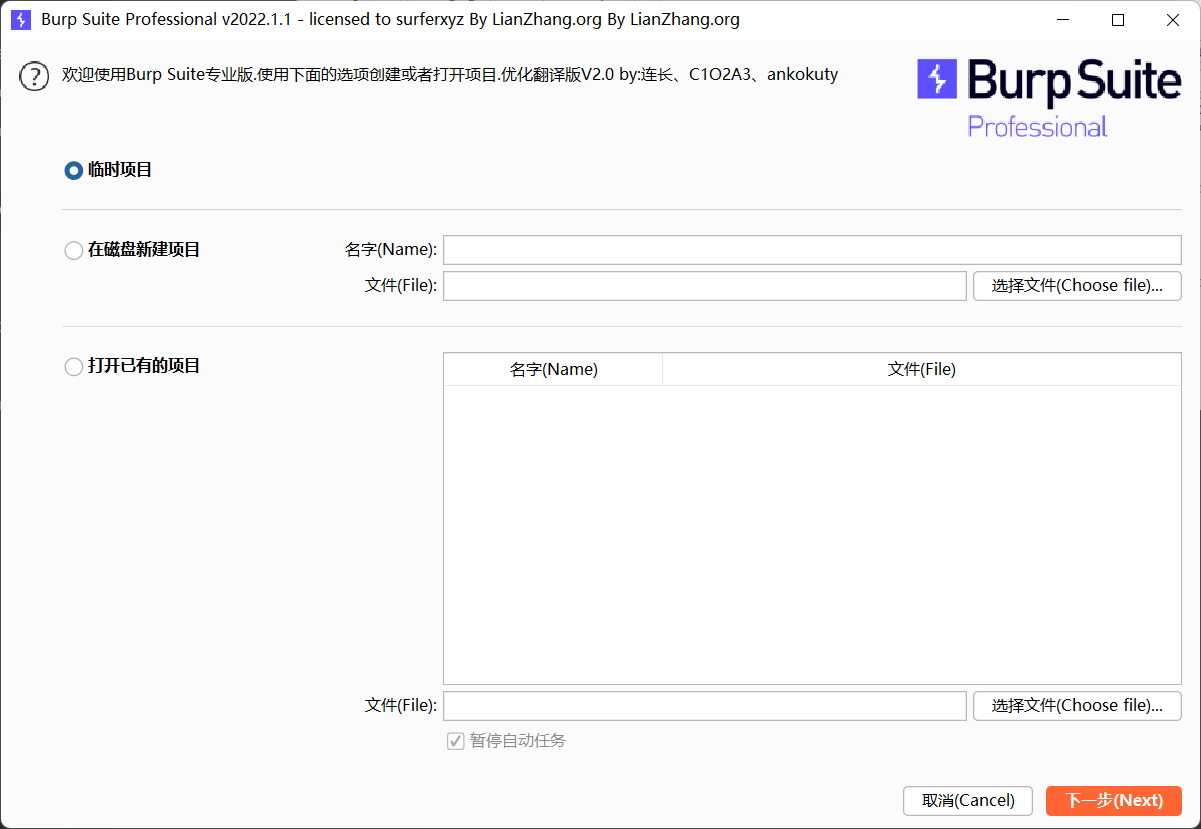 Burp Suite Professional v2022.1.1 - licensed to surferxyz By LianZhang.org By LianZhang.org
欢迎使用Burp Suite专业版.使用下面的选项创建或者打开项目.优化翻译版V2.0 by:连长、C1O2A3、ankokuty
Burp Suite
Professional
临时项目
在磁盘新建项目 名字(Name):
文件(File): 选择文件(Choose file)...
打开已有的项目 名字(Name) 文件(File)
文件(File): 选择文件(Choose file)...
暂停自动任务
取消(Cancel) 下一步(Next)